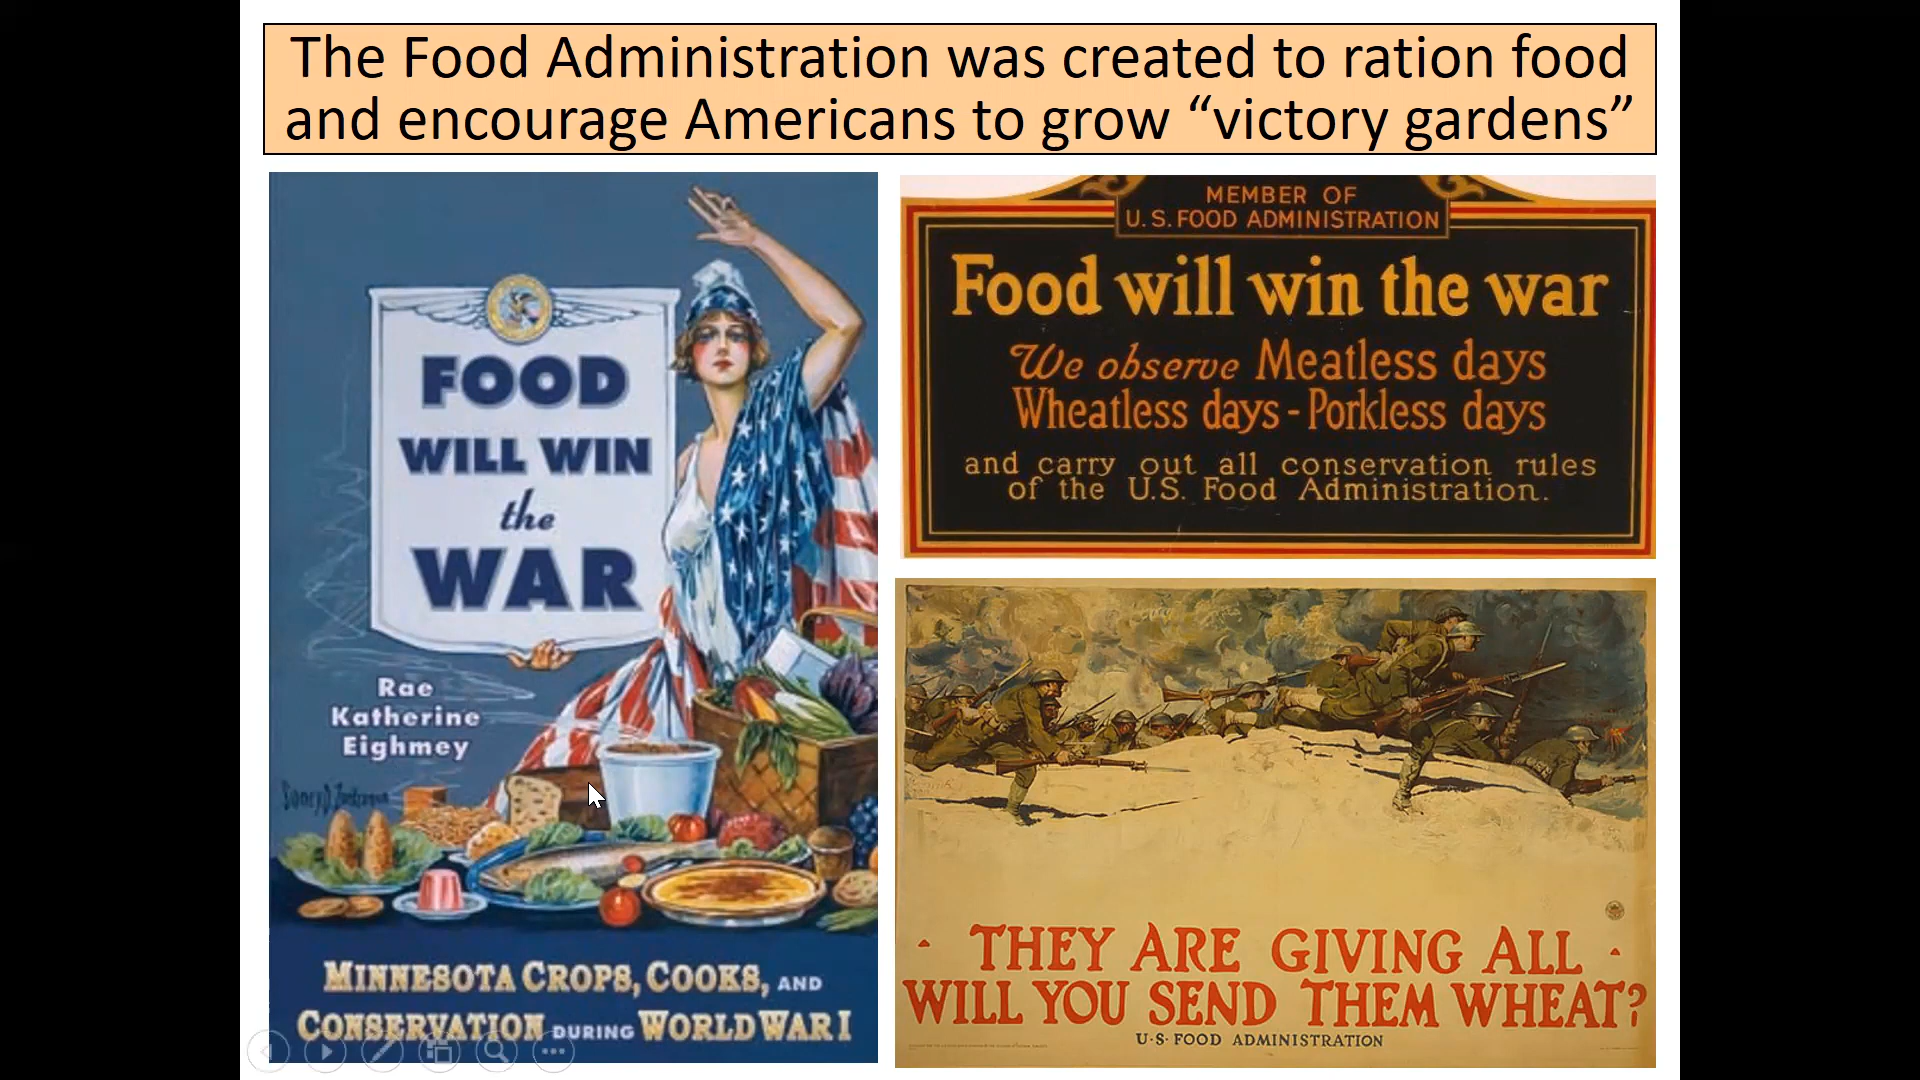 The Food Administration was created to ration food
and encourage Americans to grow “victory gardens”
FOOD
WILL WIN
the
WAR
Rae
Katherine
Eighmey
MINNESOTA CROPS, COOKS, AND
CONSERVATION DURING WORLD WAR I
MEMBER OF
U.S. FOOD ADMINISTRATION
Food will win the war
We observe Meatless days
Wheatless days - Porkless days
and carry out all conservation rules
of the U.S. Food Administration.
THEY ARE GIVING ALL
WILL YOU SEND THEM WHEAT?
U·S·FOOD ADMINISTRATION